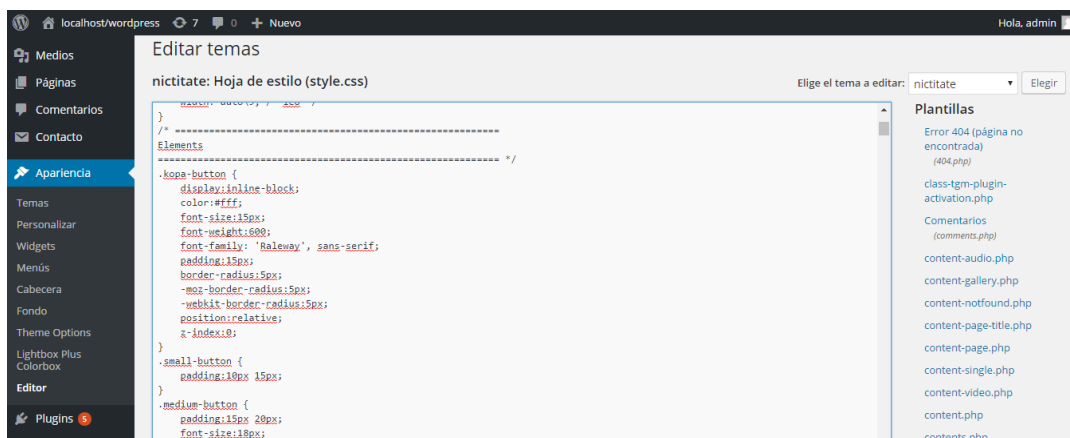 localhost/wordpress 7 0 + Nuevo Hola, admin
Medios
Páginas
Comentarios
Contacto
Apariencia
Temas
Personalizar
Widgets
Menús
Cabecera
Fondo
Theme Options
Lightbox Plus
Colorbox
Editor
Plugins 5
Editar temas
nictitate: Hoja de estilo (style.css)
Elige el tema a editar: nictitate Elegir
}
/* ============================================================
Elements
============================================================ */
.kopa-button {
display:inline-block;
color:#fff;
font-size:15px;
font-weight:600;
font-family: 'Raleway', sans-serif;
padding:15px;
border-radius:5px;
-moz-border-radius:5px;
-webkit-border-radius:5px;
position:relative;
z-index:0;
}
.small-button {
padding:10px 15px;
}
.medium-button {
padding:15px 20px;
font-size:18px;
Plantillas
Error 404 (página no
encontrada)
(404.php)
class-tgm-plugin-
activation.php
Comentarios
(comments.php)
content-audio.php
content-gallery.php
content-notfound.php
content-page-title.php
content-page.php
content-single.php
content-video.php
content.php
contents.php